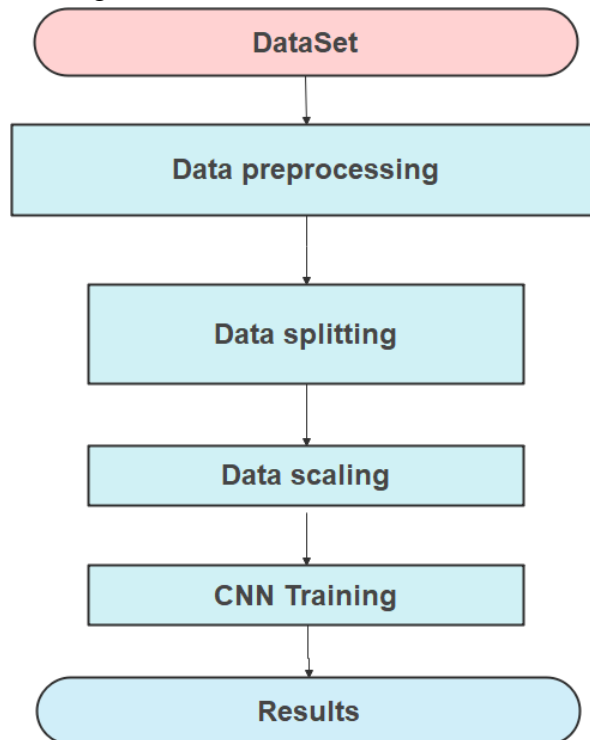 DataSet
Data preprocessing
Data splitting
Data scaling
CNN Training
Results